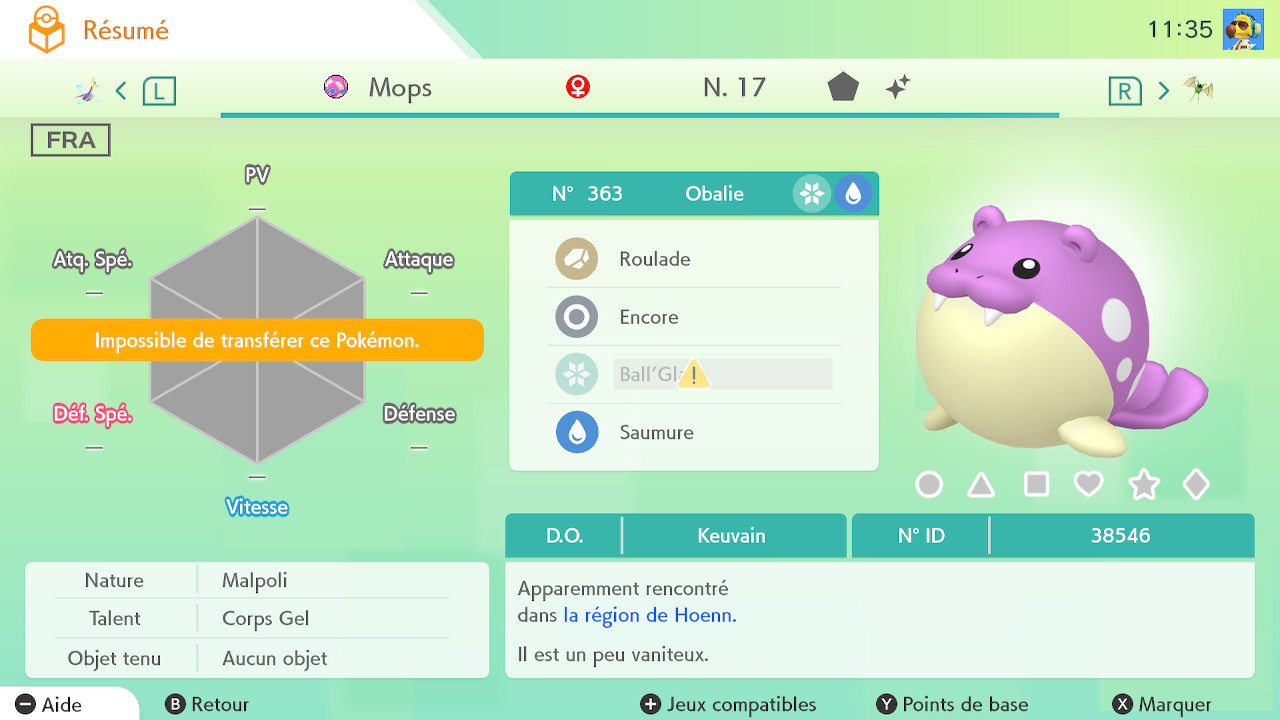 Résumé
11:35
L
Mops
N. 17
R
FRA
PV
Atq. Spé.
—
Attaque
—
Impossible de transférer ce Pokémon.
Déf. Spé.
—
Défense
—
Vitesse
N° 363 Obalie
Roulade
Encore
Saumure
D.O. Keuvain
N° ID 38546
Nature Malpoli
Talent Corps Gel
Objet tenu Aucun objet
Apparemment rencontré
dans la région de Hoenn.
Il est un peu vaniteux.
Aide
B Retour
Jeux compatibles
Y Points de base
X Marquer